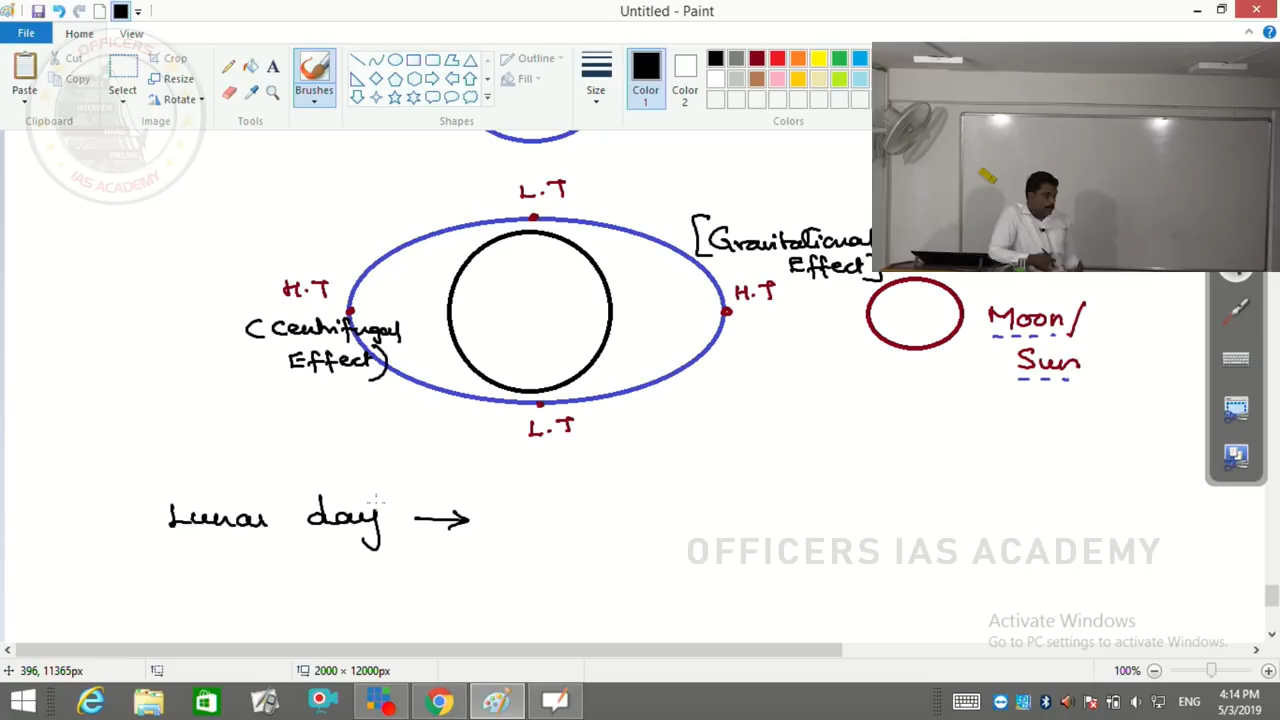 Untitled - Paint
File
Home
View
Paste
Cut
Copy
Clipboard
Select
Crop
Resize
Rotate
Image
Tools
Brushes
Shapes
Outline
Fill
Size
Color 1
Color 2
Colors
OFFICERS
IAS ACADEMY
L.T
[Gravitational
Effect]
H.T
H.T
(Centrifugal
Effect)
Moon/
Sun
L.T
Lunar day →
OFFICERS IAS ACADEMY
Activate Windows
Go to PC settings to activate Windows.
396, 11365px
2000 × 12000px
100%
ENG
4:14 PM
5/3/2019